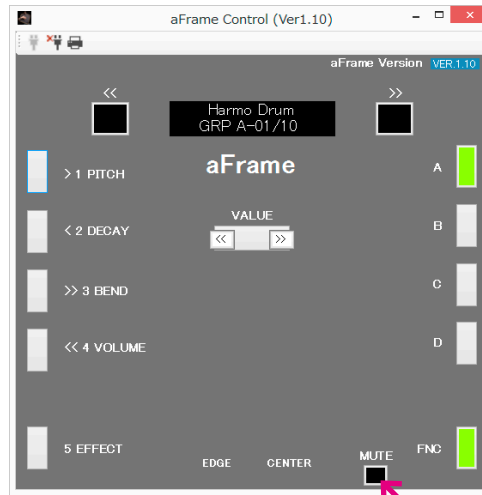 aFrame Control (Ver1.10)
aFrame Version VER.1.10
<< >>
Harmo Drum
GRP A-01/10
aFrame
>1 PITCH
A
VALUE
<< >>
<2 DECAY
B
>>3 BEND
C
<<4 VOLUME
D
5 EFFECT
EDGE CENTER MUTE FNC